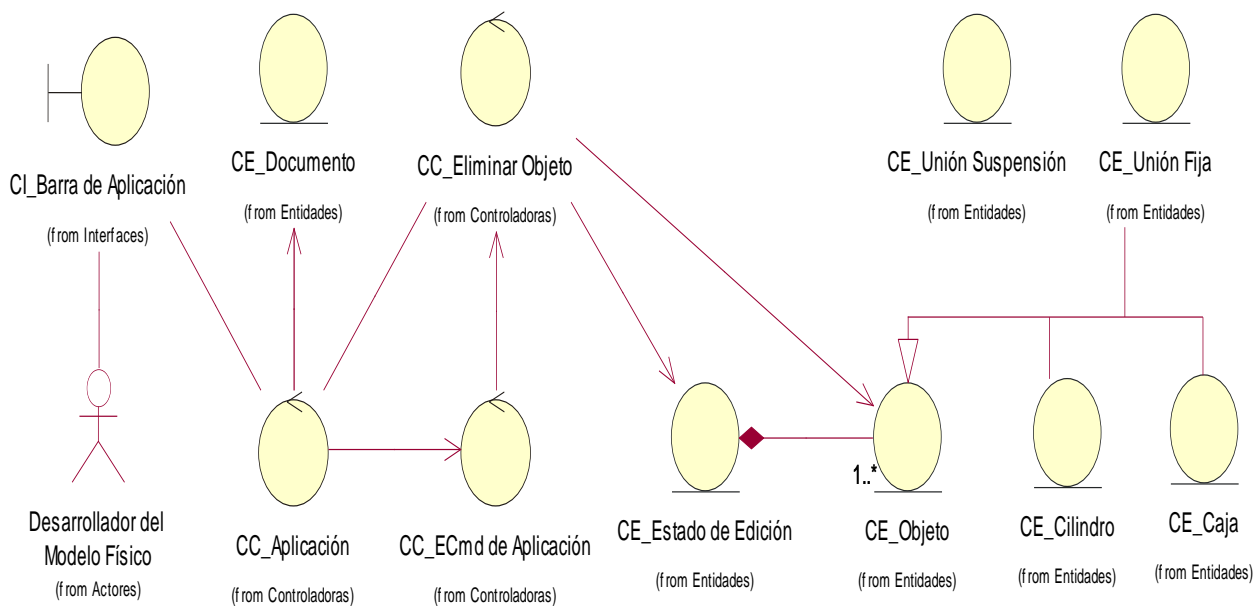 CI_Barra de Aplicación
(from Interfaces)
CE_Documento
(from Entidades)
CC_Eliminar Objeto
(from Controladoras)
CE_Unión Suspensión
(from Entidades)
CE_Unión Fija
(from Entidades)
1..*
Desarrollador del
Modelo Físico
(from Actores)
CC_Aplicación
(from Controladoras)
CC_ECmd de Aplicación
(from Controladoras)
CE_Estado de Edición
(from Entidades)
CE_Objeto
(from Entidades)
CE_Cilindro
(from Entidades)
CE_Caja
(from Entidades)